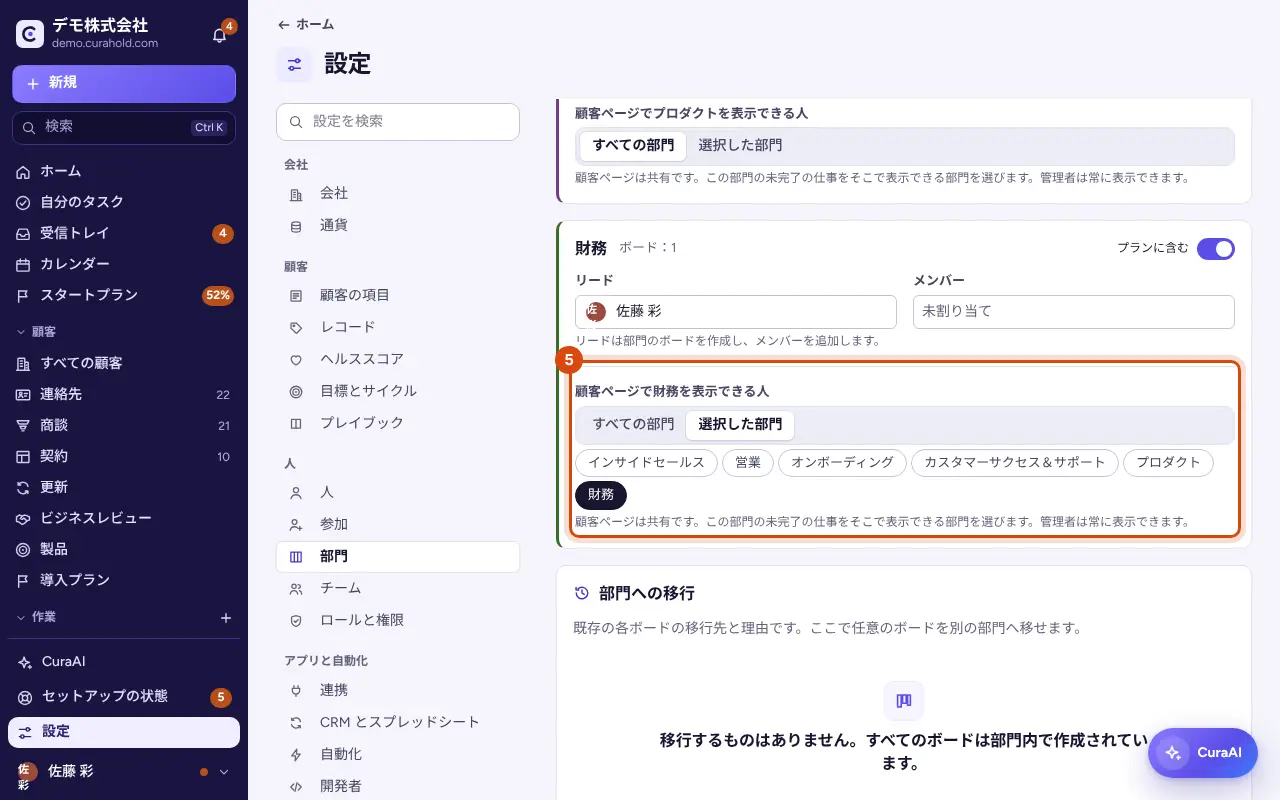 デモ株式会社
demo.curahold.com
4
新規
検索
Ctrl K
ホーム
自分のタスク
受信トレイ
4
カレンダー
スタートプラン
52%
顧客
すべての顧客
連絡先
22
商談
21
契約
10
更新
ビジネスレビュー
製品
導入プラン
作業
CuraAI
セットアップの状態
5
設定
佐彩
佐藤 彩
ホーム
設定
設定を検索
会社
会社
通貨
顧客
顧客の項目
レコード
ヘルススコア
目標とサイクル
プレイブック
人
人
参加
部門
チーム
ロールと権限
アプリと自動化
連携
CRM とスプレッドシート
自動化
開発者
顧客ページでプロダクトを表示できる人
すべての部門
選択した部門
顧客ページは共有です。この部門の未完了の仕事をそこで表示できる部門を選びます。管理者は常に表示できます。
財務
ボード：1
プランに含む
リード
メンバー
佐
佐藤 彩
未割り当て
リードは部門のボードを作成し、メンバーを追加します。
5
顧客ページで財務を表示できる人
すべての部門
選択した部門
インサイドセールス
営業
オンボーディング
カスタマーサクセス＆サポート
プロダクト
財務
顧客ページは共有です。この部門の未完了の仕事をそこで表示できる部門を選びます。管理者は常に表示できます。
部門への移行
既存の各ボードの移行先と理由です。ここで任意のボードを別の部門へ移せます。
移行するものはありません。すべてのボードは部門内で作成されてい
ます。
CuraAI